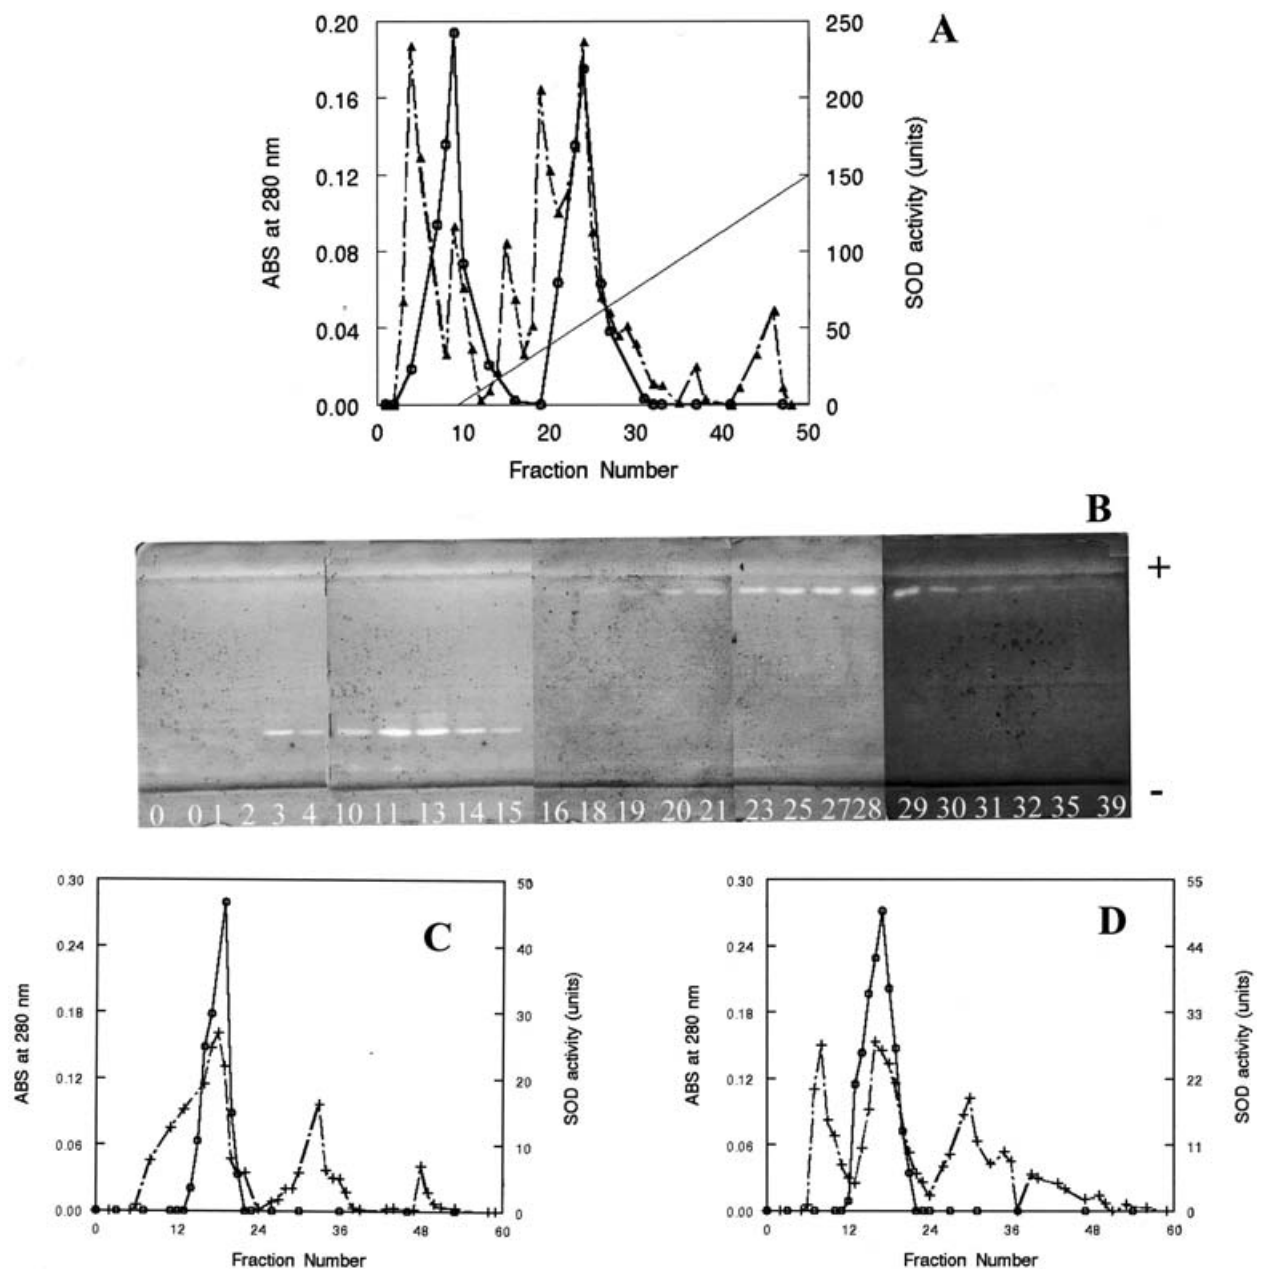 A
0.20 250
0.16 200
0.12 150
0.08 100
0.04 50
0.00 0
ABS at 280 nm
SOD activity (units)
0 10 20 30 40 50
Fraction Number
B
+
-
0 0 1 2 3 4 10 11 13 14 15 16 18 19 20 21 23 25 27 28 29 30 31 32 35 39
C
0.30 50
0.24 40
0.18 30
0.12 20
0.06 10
0.00 0
ABS at 280 nm
SOD activity (units)
0 12 24 36 48 60
Fraction Number
D
0.30 55
0.24 44
0.18 33
0.12 22
0.06 11
0.00 0
ABS at 280 nm
SOD activity (units)
0 12 24 36 48 60
Fraction Number